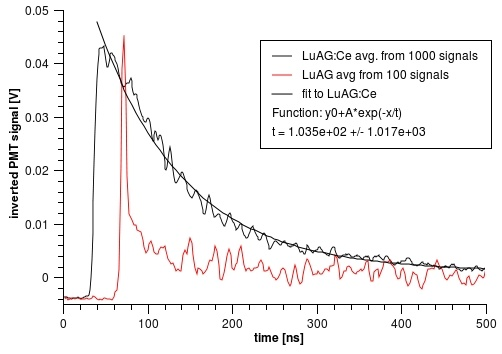 0.05
0.04
0.03
0.02
0.01
0
inverted PMT signal [V]
LuAG:Ce avg. from 1000 signals
LuAG avg from 100 signals
fit to LuAG:Ce
Function: y0+A*exp(-x/t)
t = 1.035e+02 +/- 1.017e+03
0 100 200 300 400 500
time [ns]